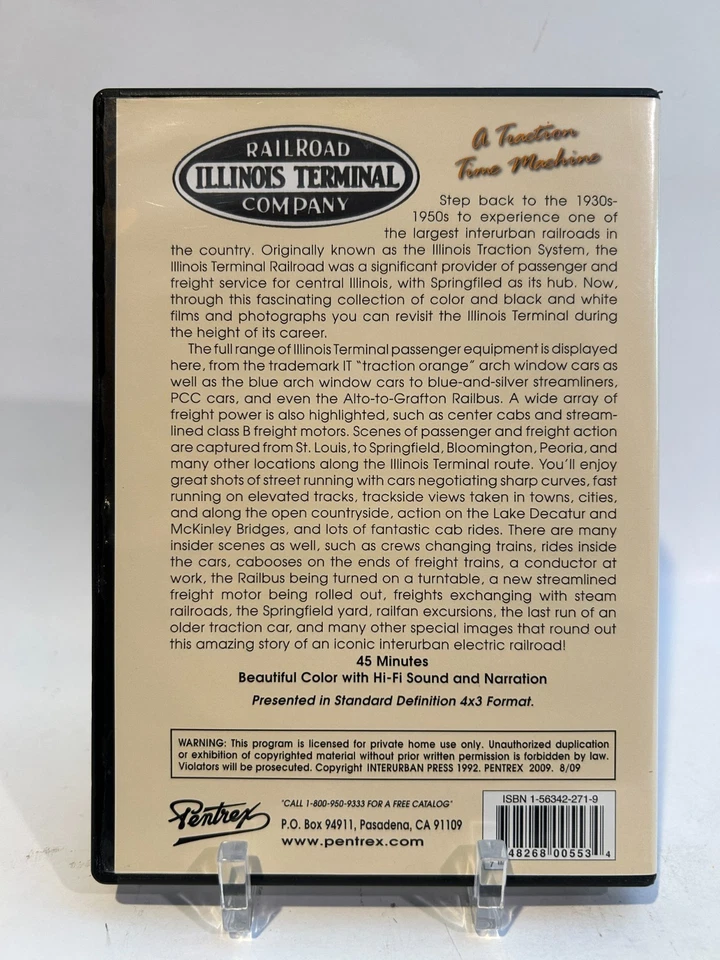 RAILROAD
ILLINOIS TERMINAL
COMPANY
A Traction
Time Machine
Step back to the 1930s-
1950s to experience one of
the largest interurban railroads in
the country. Originally known as the Illinois Traction System, the
Illinois Terminal Railroad was a significant provider of passenger and
freight service for central Illinois, with Springfiled as its hub. Now,
through this fascinating collection of color and black and white
films and photographs you can revisit the Illinois Terminal during
the height of its career.
The full range of Illinois Terminal passenger equipment is displayed
here, from the trademark IT "traction orange" arch window cars as
well as the blue arch window cars to blue-and-silver streamliners,
PCC cars, and even the Alto-to-Grafton Railbus. A wide array of
freight power is also highlighted, such as center cabs and stream-
lined class B freight motors. Scenes of passenger and freight action
are captured from St. Louis, to Springfield, Bloomington, Peoria, and
many other locations along the Illinois Terminal route. You'll enjoy
great shots of street running with cars negotiating sharp curves, fast
running on elevated tracks, trackside views taken in towns, cities,
and along the open countryside, action on the Lake Decatur and
McKinley Bridges, and lots of fantastic cab rides. There are many
insider scenes as well, such as crews changing trains, rides inside
the cars, cabooses on the ends of freight trains, a conductor at
work, the Railbus being turned on a turntable, a new streamlined
freight motor being rolled out, freights exchanging with steam
railroads, the Springfield yard, railfan excursions, the last run of an
older traction car, and many other special images that round out
this amazing story of an iconic interurban electric railroad!
45 Minutes
Beautiful Color with Hi-Fi Sound and Narration
Presented in Standard Definition 4x3 Format.
WARNING: This program is licensed for private home use only. Unauthorized duplication
or exhibition of copyrighted material without prior written permission is forbidden by law.
Violators will be prosecuted. Copyright INTERURBAN PRESS 1992. PENTREX 2009. 8/09
Pentrex
"CALL 1-800-950-9333 FOR A FREE CATALOG"
P.O. Box 94911, Pasadena, CA 91109
www.pentrex.com
ISBN 1-56342-271-9
48268 00553 4